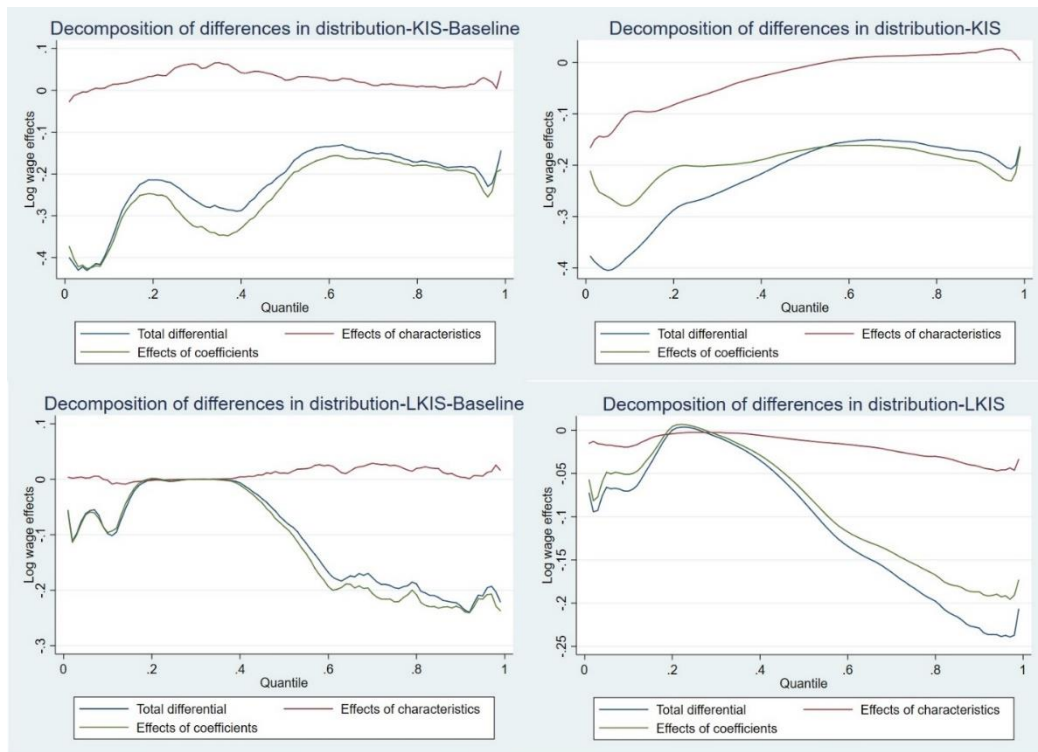 Decomposition of differences in distribution-KIS-Baseline
Log wage effects
.1
0
-.1
-.2
-.3
-.4
0 .2 .4 .6 .8 1
Quantile
Total differential Effects of characteristics
Effects of coefficients
Decomposition of differences in distribution-KIS
Log wage effects
0
-.1
-.2
-.3
-.4
0 .2 .4 .6 .8 1
Quantile
Total differential Effects of characteristics
Effects of coefficients
Decomposition of differences in distribution-LKIS-Baseline
Log wage effects
.1
0
-.1
-.2
-.3
0 .2 .4 .6 .8 1
Quantile
Total differential Effects of characteristics
Effects of coefficients
Decomposition of differences in distribution-LKIS
Log wage effects
0
-.05
-.1
-.15
-.2
-.25
0 .2 .4 .6 .8 1
Quantile
Total differential Effects of characteristics
Effects of coefficients